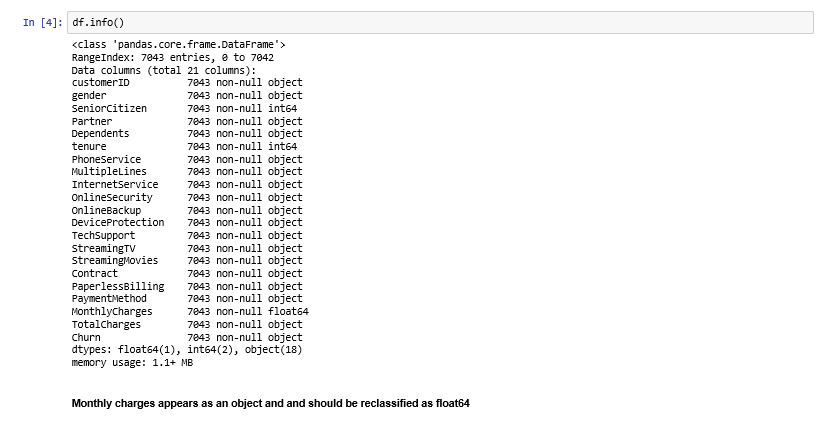 In [4]: df.info()
<class 'pandas.core.frame.DataFrame'>
RangeIndex: 7043 entries, 0 to 7042
Data columns (total 21 columns):
customerID 7043 non-null object
gender 7043 non-null object
SeniorCitizen 7043 non-null int64
Partner 7043 non-null object
Dependents 7043 non-null object
tenure 7043 non-null int64
PhoneService 7043 non-null object
MultipleLines 7043 non-null object
InternetService 7043 non-null object
OnlineSecurity 7043 non-null object
OnlineBackup 7043 non-null object
DeviceProtection 7043 non-null object
TechSupport 7043 non-null object
StreamingTV 7043 non-null object
StreamingMovies 7043 non-null object
Contract 7043 non-null object
PaperlessBilling 7043 non-null object
PaymentMethod 7043 non-null object
MonthlyCharges 7043 non-null float64
TotalCharges 7043 non-null object
Churn 7043 non-null object
dtypes: float64(1), int64(2), object(18)
memory usage: 1.1+ MB
Monthly charges appears as an object and and should be reclassified as float64